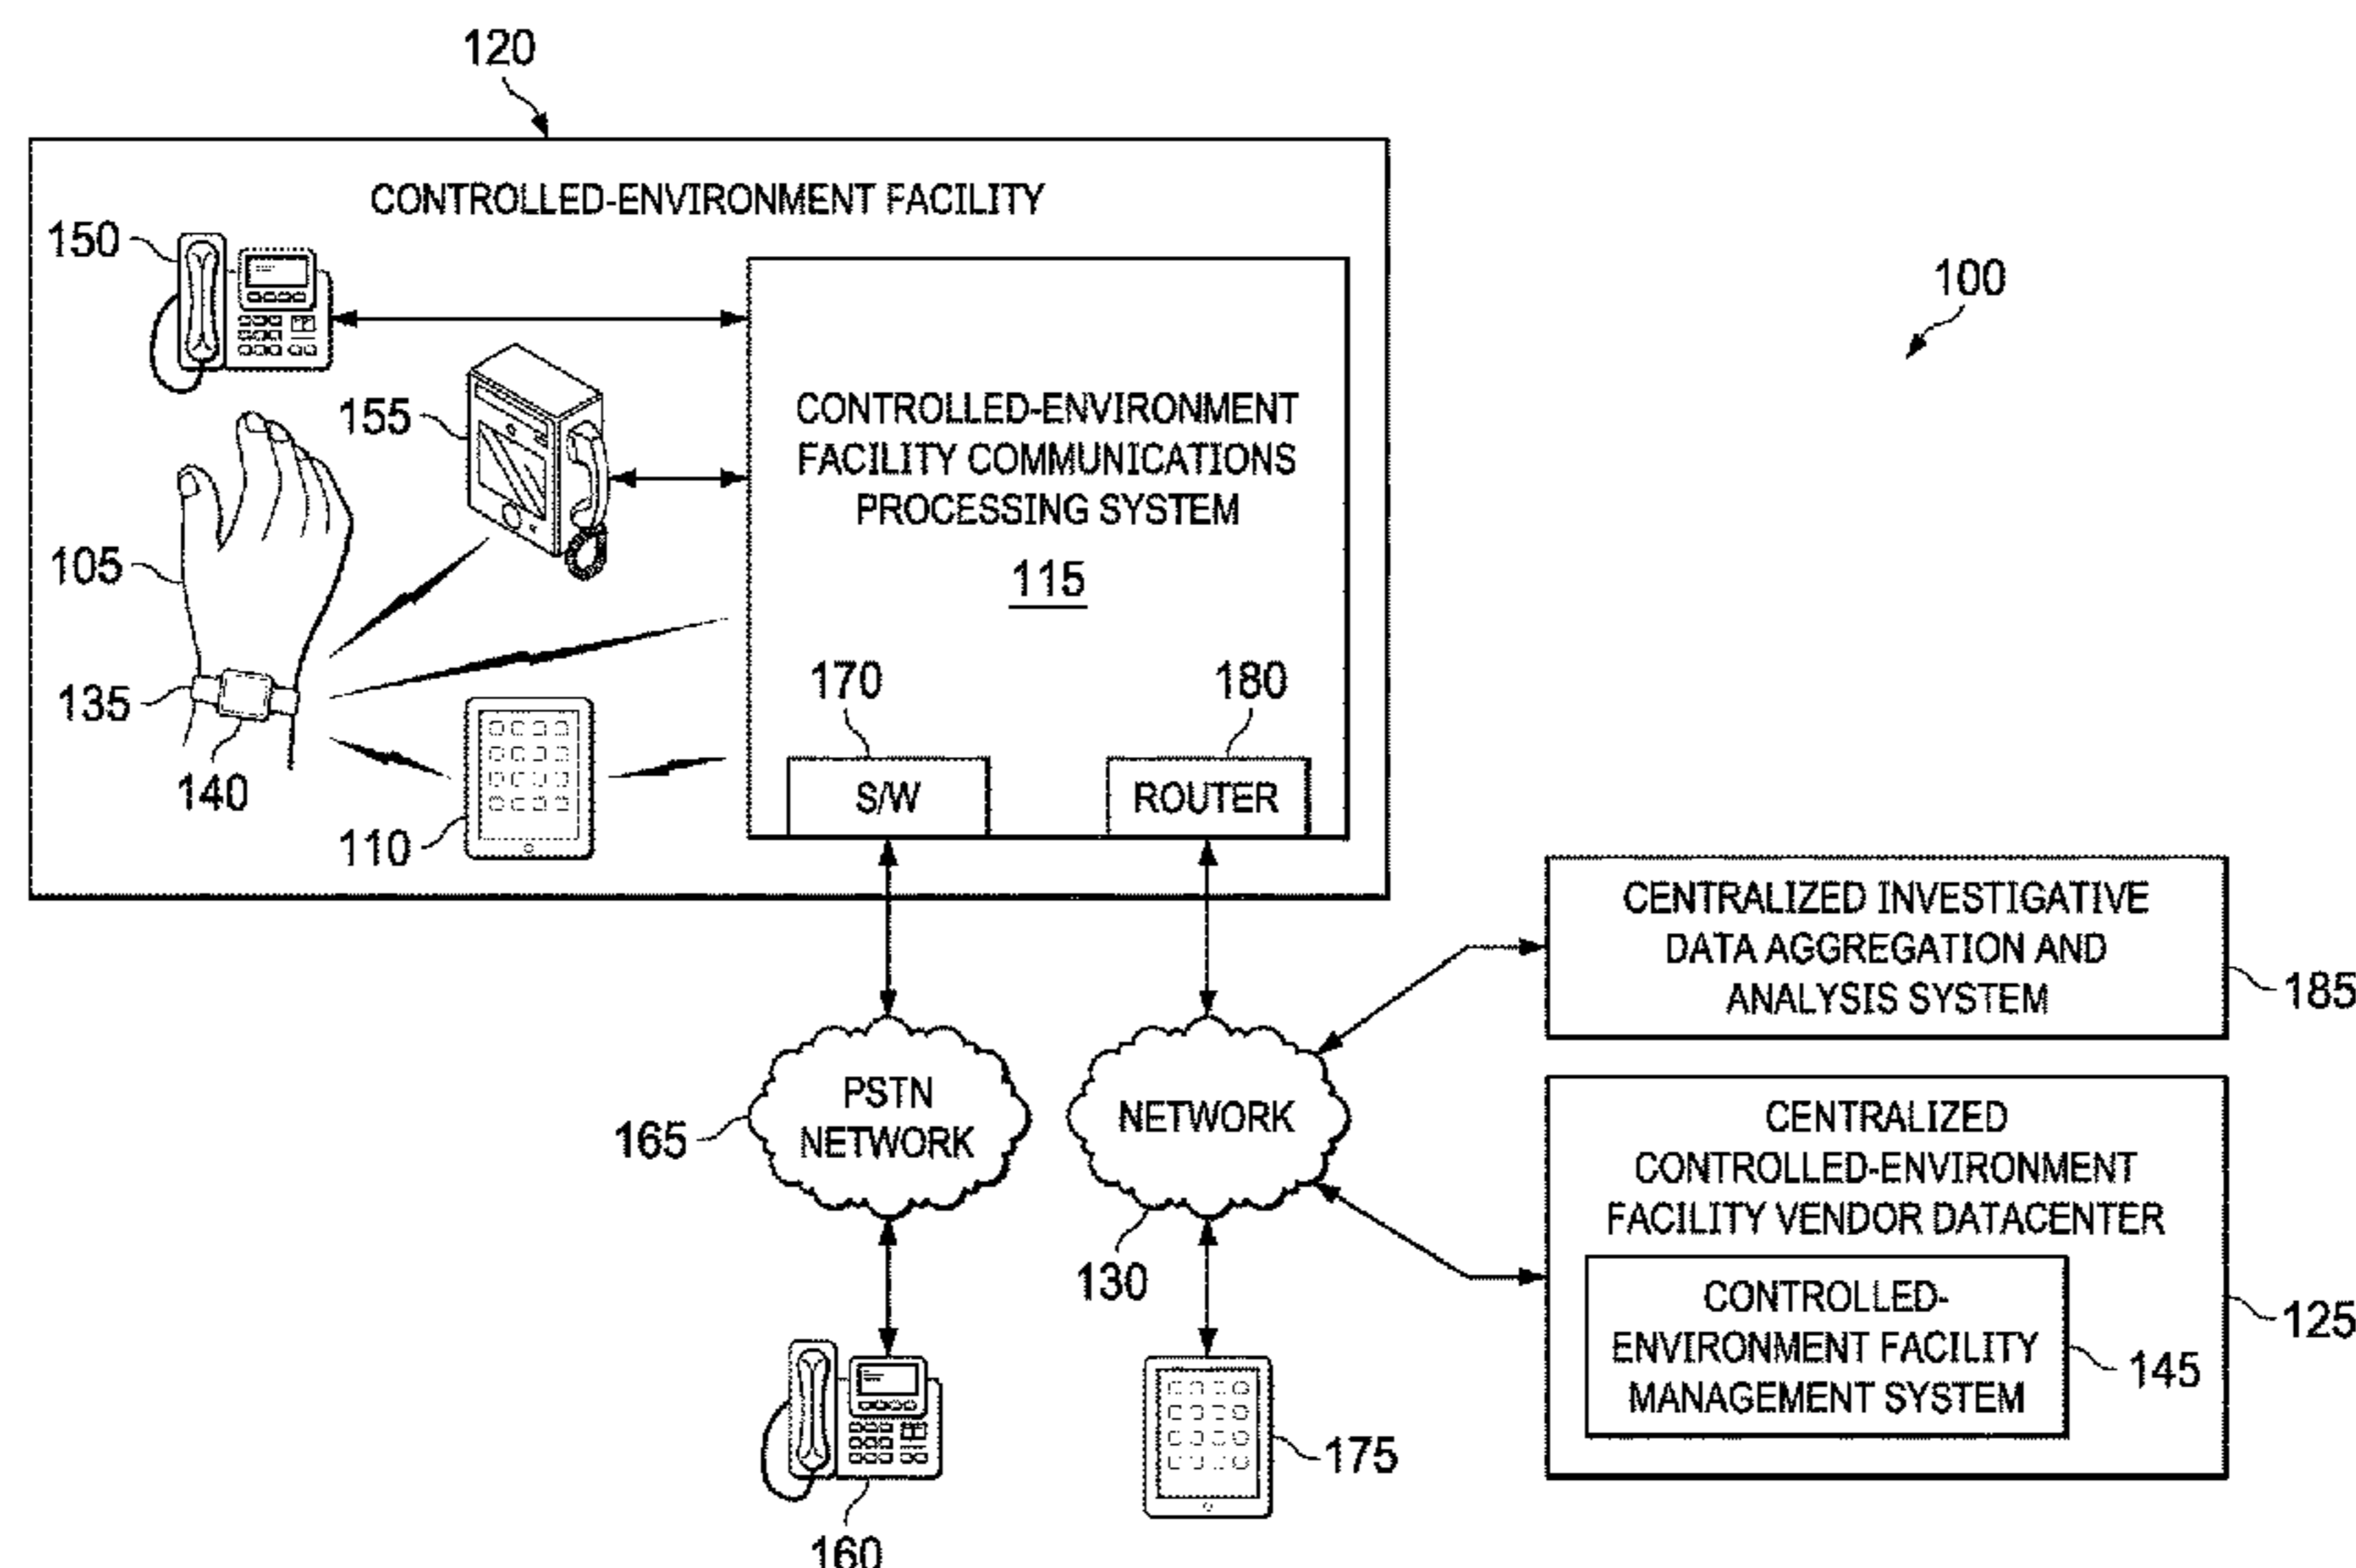 120
CONTROLLED-ENVIRONMENT FACILITY
150
100
155
CONTROLLED-ENVIRONMENT
FACILITY COMMUNICATIONS
PROCESSING SYSTEM
115
105
135
140
110
170
180
S/W
ROUTER
CENTRALIZED INVESTIGATIVE
DATA AGGREGATION AND
ANALYSIS SYSTEM
185
165
PSTN
NETWORK
NETWORK
130
CENTRALIZED
CONTROLLED-ENVIRONMENT
FACILITY VENDOR DATACENTER
125
CONTROLLED-
ENVIRONMENT FACILITY
MANAGEMENT SYSTEM
145
160
175